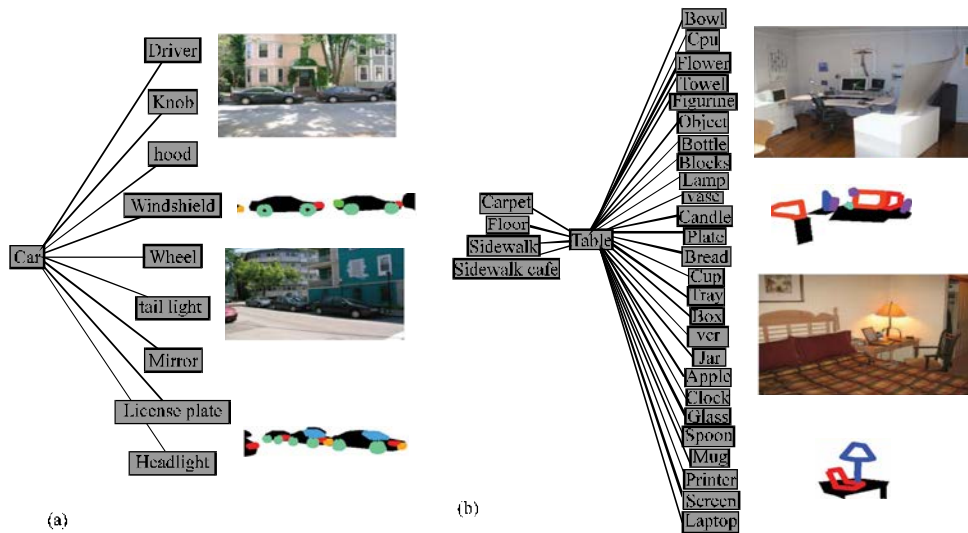 Driver
Knob
hood
Windshield
Car
Wheel
tail light
Mirror
License plate
Headlight
(a)
Carpet
Floor
Sidewalk
Sidewalk cafe
Table
Bowl
Cpu
Flower
Towel
Figurine
Object
Bottle
Blocks
Lamp
vase
Candle
Plate
Bread
Cup
Tray
Box
vcr
Jar
Apple
Clock
Glass
Spoon
Mug
Printer
Screen
Laptop
(b)